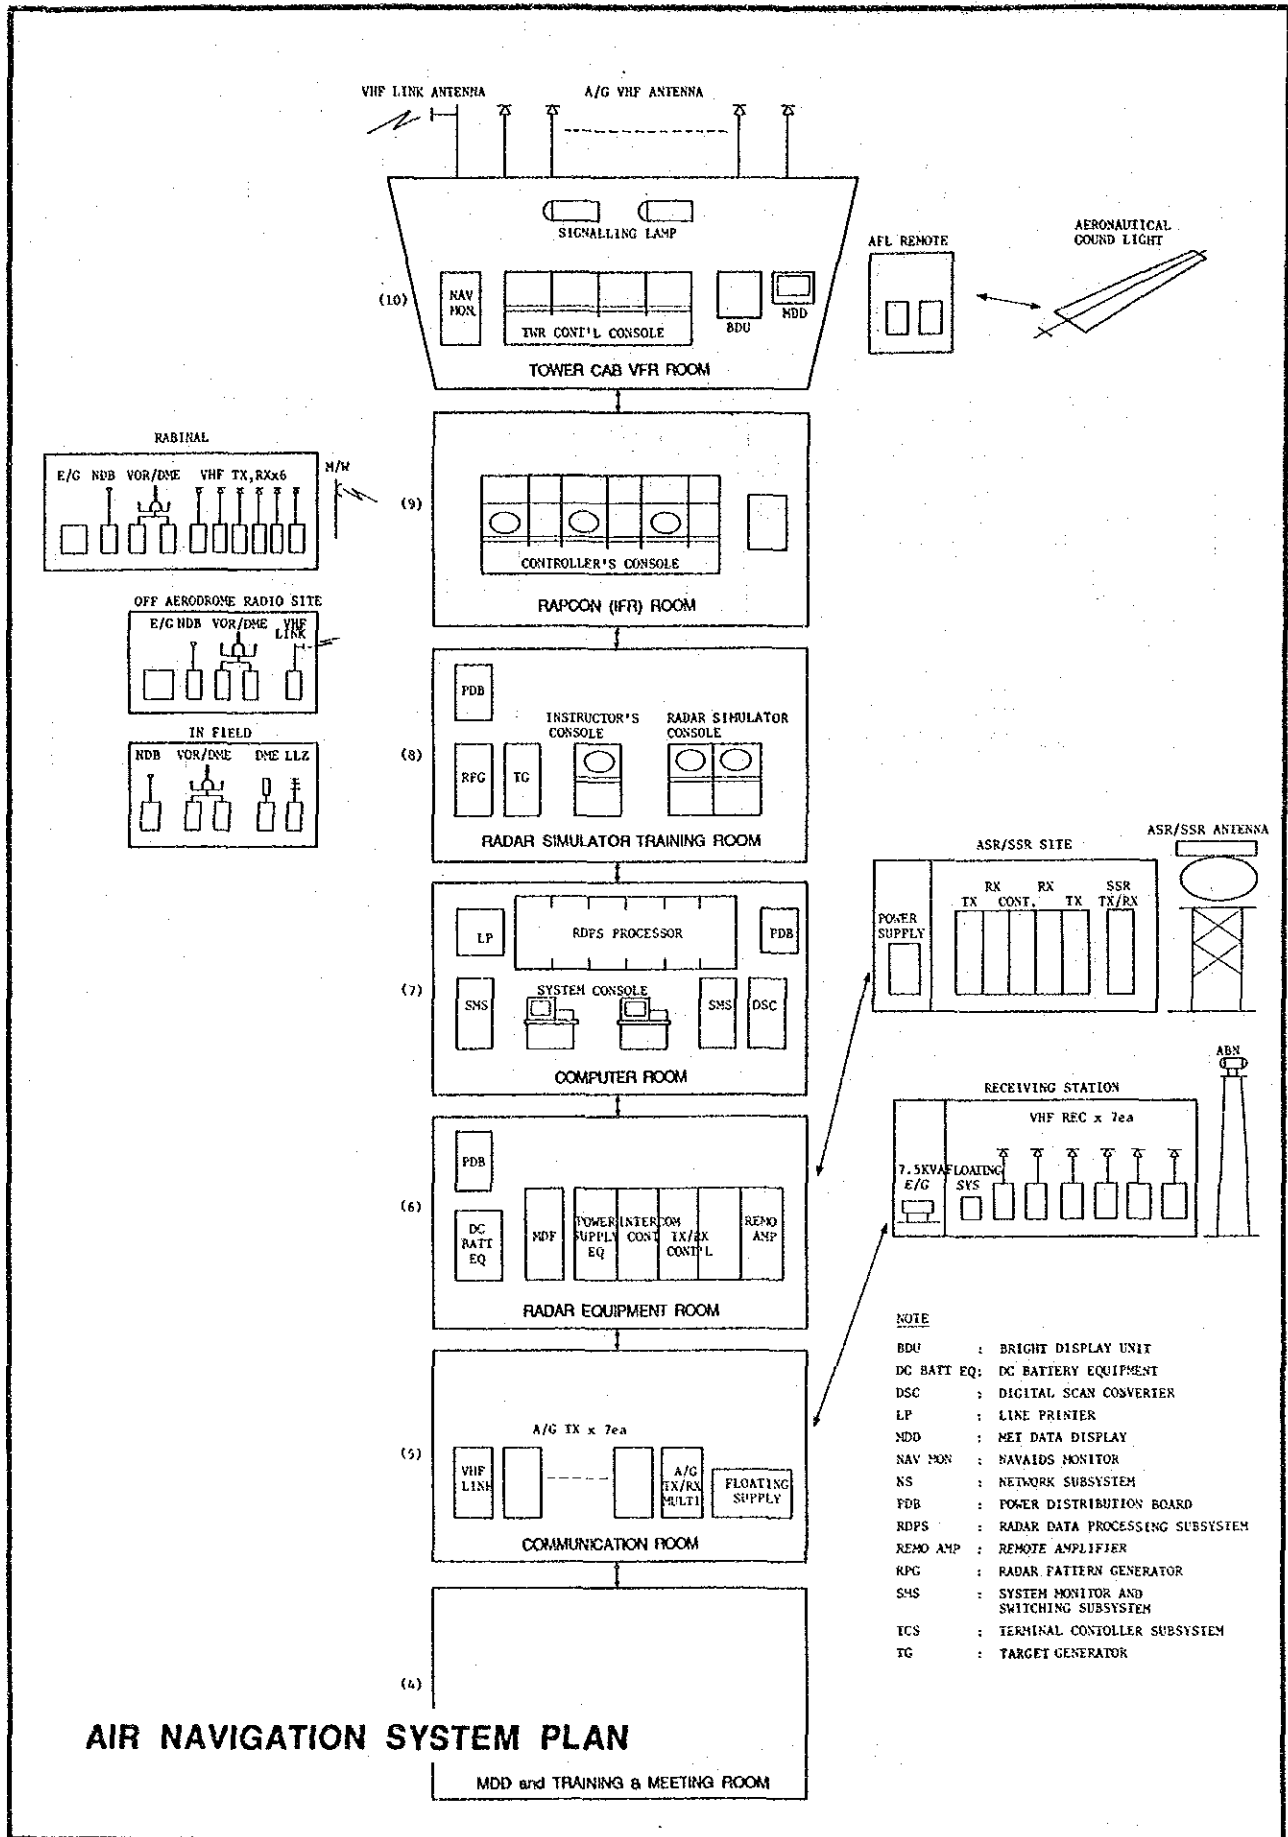 VHF LINK ANTENNA
A/G VHF ANTENNA
SIGNALLING LAMP
(10)
NAV
MON
TWR CONT'L CONSOLE
BDU
MDD
TOWER CAB VFR ROOM
AFL REMOTE
AERONAUTICAL
GOUND LIGHT
RABINAL
E/G NDB VOR/DME VHF TX,RXx6
M/W
(9)
CONTROLLER'S CONSOLE
RAPCON (IFR) ROOM
OFF AERODROME RADIO SITE
E/G NDB VOR/DME VHF
LINK
IN FIELD
NDB VOR/DME DME LLZ
(8)
PDB
RPG
TG
INSTRUCTOR'S
CONSOLE
RADAR SIMULATOR
CONSOLE
RADAR SIMULATOR TRAINING ROOM
(7)
LP
RDPS PROCESSOR
PDB
SMS
SYSTEM CONSOLE
SMS
DSC
COMPUTER ROOM
ASR/SSR SITE
ASR/SSR ANTENNA
POWER
SUPPLY
RX RX SSR
TX CONT. TX TX/RX
(6)
PDB
DC
BATT
EQ
MDF
POWER
SUPPLY
EQ
INTERCOM
CONT
TX/RX
CONT'L
REMO
AMP
RADAR EQUIPMENT ROOM
RECEIVING STATION
ABN
VHF REC x 7ea
7.5KVA
E/G
FLOATING
SYS
(5)
A/G TX x 7ea
VHF
LINK
A/G
TX/RX
MULTI
FLOATING
SUPPLY
COMMUNICATION ROOM
(4)
MDD and TRAINING & MEETING ROOM
AIR NAVIGATION SYSTEM PLAN
NOTE
BDU : BRIGHT DISPLAY UNIT
DC BATT EQ: DC BATTERY EQUIPMENT
DSC : DIGITAL SCAN CONVERTER
LP : LINE PRINTER
MDD : MET DATA DISPLAY
NAV MON : NAVAIDS MONITOR
NS : NETWORK SUBSYSTEM
PDB : POWER DISTRIBUTION BOARD
RDPS : RADAR DATA PROCESSING SUBSYSTEM
REMO AMP : REMOTE AMPLIFIER
RPG : RADAR PATTERN GENERATOR
SMS : SYSTEM MONITOR AND
SWITCHING SUBSYSTEM
TCS : TERMINAL CONTOLLER SUBSYSTEM
TG : TARGET GENERATOR